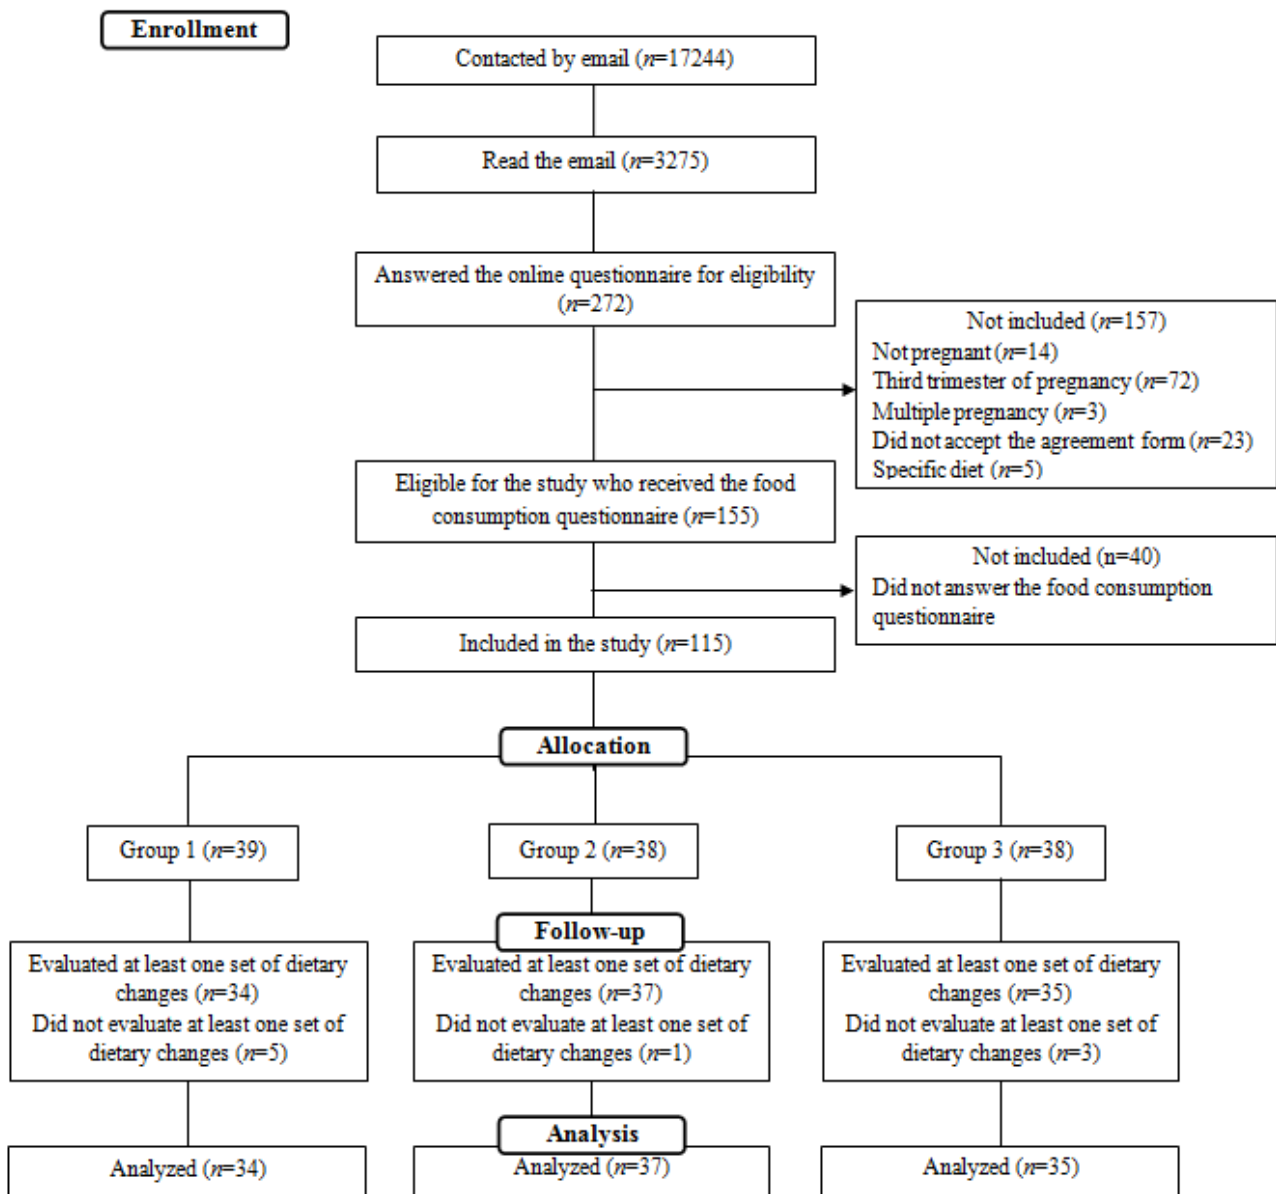 Enrollment
Contacted by email (n=17244)
Read the email (n=3275)
Answered the online questionnaire for eligibility
(n=272)
Not included (n=157)
Not pregnant (n=14)
Third trimester of pregnancy (n=72)
Multiple pregnancy (n=3)
Did not accept the agreement form (n=23)
Specific diet (n=5)
Eligible for the study who received the food
consumption questionnaire (n=155)
Not included (n=40)
Did not answer the food consumption
questionnaire
Included in the study (n=115)
Allocation
Group 1 (n=39)
Group 2 (n=38)
Group 3 (n=38)
Follow-up
Evaluated at least one set of dietary
changes (n=34)
Did not evaluate at least one set of
dietary changes (n=5)
Evaluated at least one set of dietary
changes (n=37)
Did not evaluate at least one set of
dietary changes (n=1)
Evaluated at least one set of dietary
changes (n=35)
Did not evaluate at least one set of
dietary changes (n=3)
Analysis
Analyzed (n=34)
Analyzed (n=37)
Analyzed (n=35)